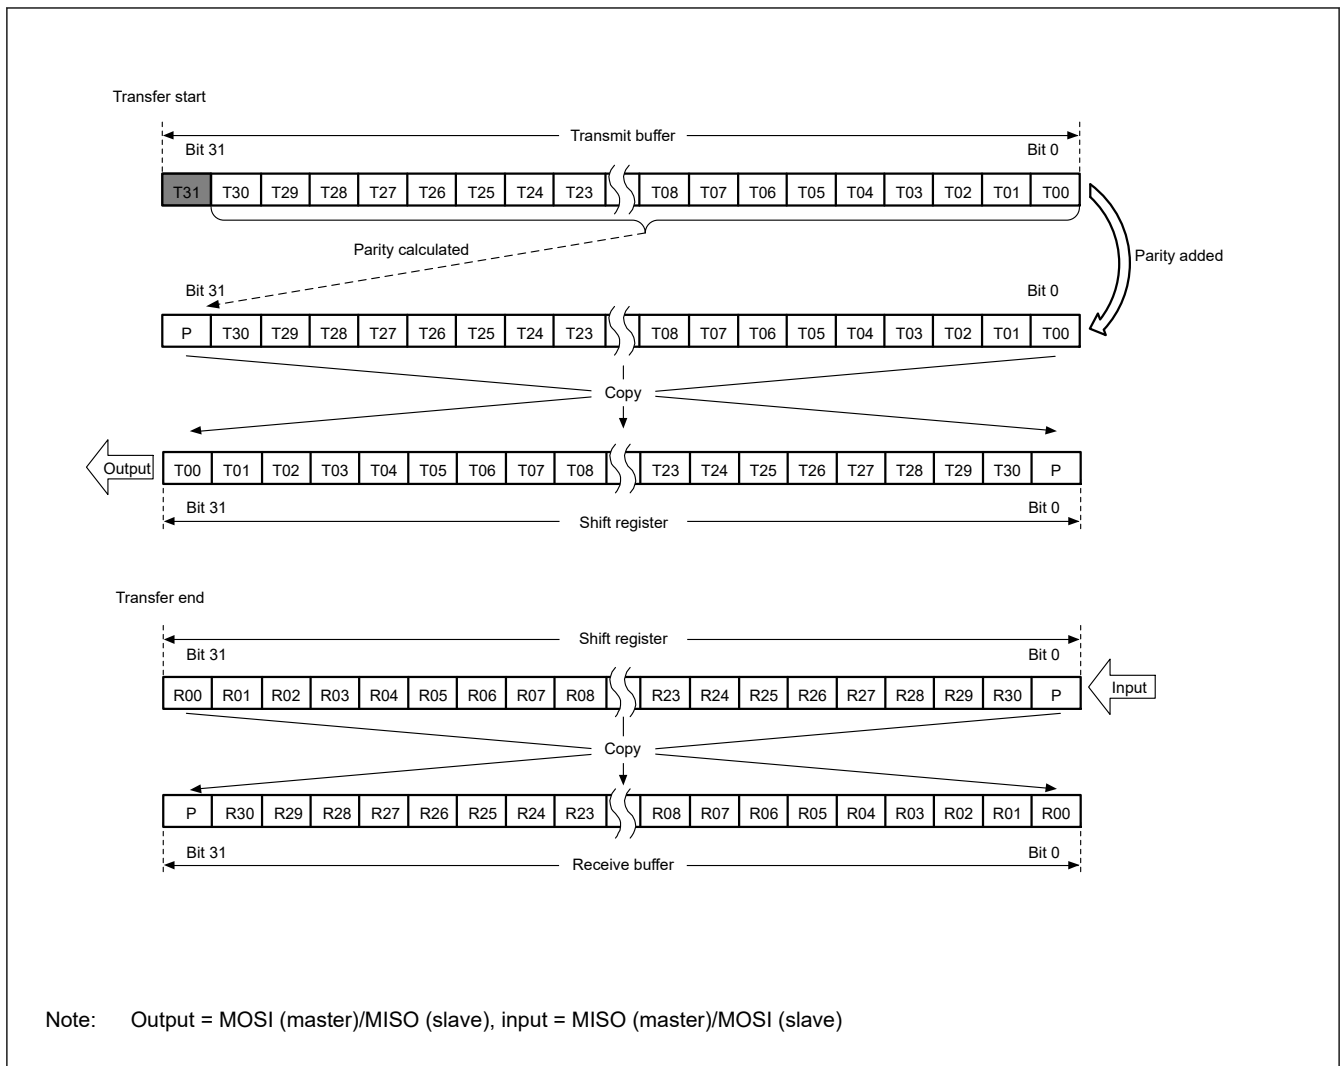 Transfer start
Transmit buffer
Bit 31 Bit 0
T31 T30 T29 T28 T27 T26 T25 T24 T23 T08 T07 T06 T05 T04 T03 T02 T01 T00
Parity calculated
Parity added
Bit 31 Bit 0
P T30 T29 T28 T27 T26 T25 T24 T23 T08 T07 T06 T05 T04 T03 T02 T01 T00
Copy
Output T00 T01 T02 T03 T04 T05 T06 T07 T08 T23 T24 T25 T26 T27 T28 T29 T30 P
Bit 31 Bit 0
Shift register
Transfer end
Shift register
Bit 31 Bit 0
R00 R01 R02 R03 R04 R05 R06 R07 R08 R23 R24 R25 R26 R27 R28 R29 R30 P Input
Copy
P R30 R29 R28 R27 R26 R25 R24 R23 R08 R07 R06 R05 R04 R03 R02 R01 R00
Bit 31 Bit 0
Receive buffer
Note: Output = MOSI (master)/MISO (slave), input = MISO (master)/MOSI (slave)